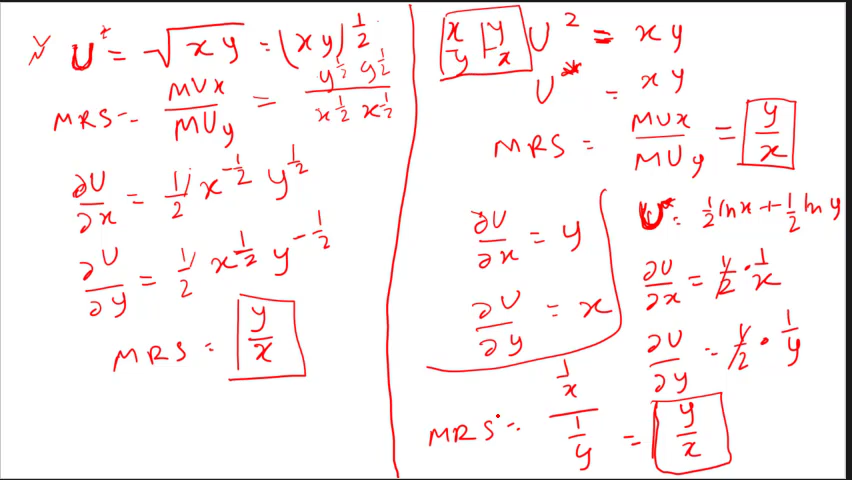 U* = √xy = (xy)^1/2
MRS = MUx/MUy = y^1/2 y^1/2 / x^1/2 x^1/2
∂U/∂x = 1/2 x^-1/2 y^1/2
∂U/∂y = 1/2 x^1/2 y^-1/2
MRS = y/x
x/y y/x U² = xy
U** = xy
MRS = MUx/MUy = y/x
∂U/∂x = y
∂U/∂y = x
U* = 1/2 ln x + 1/2 ln y
∂U/∂x = 1/2 · 1/x
∂U/∂y = 1/2 · 1/y
MRS = 1/x / 1/y = y/x